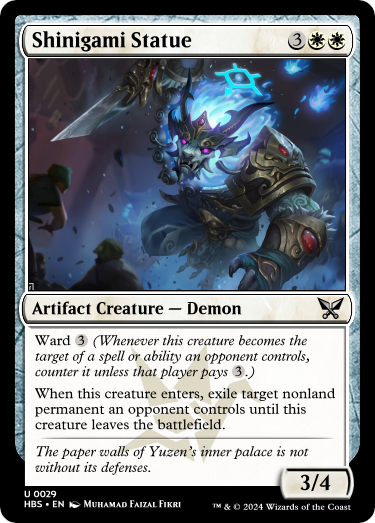 Shinigami Statue 3
Artifact Creature — Demon
Ward 3 (Whenever this creature becomes the
target of a spell or ability an opponent controls,
counter it unless that player pays 3.)
When this creature enters, exile target nonland
permanent an opponent controls until this
creature leaves the battlefield.
The paper walls of Yuzen's inner palace is not
without its defenses.
3/4
U 0029
HBS • EN Muhamad Faizal Fikri
™ & © 2024 Wizards of the Coast